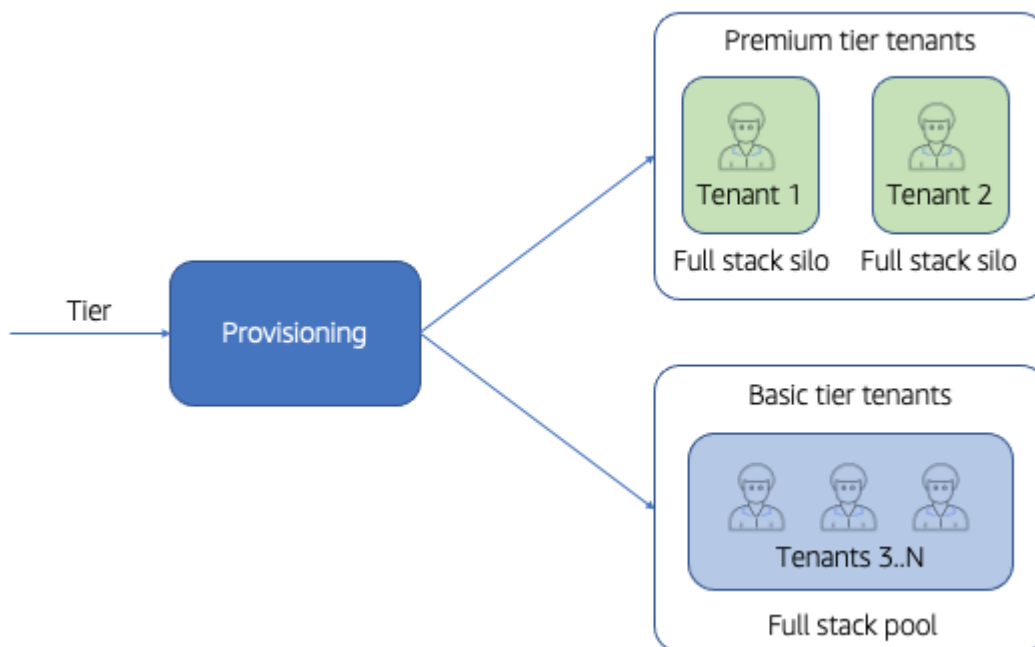 Tier
Provisioning
Premium tier tenants
Tenant 1
Tenant 2
Full stack silo
Full stack silo
Basic tier tenants
Tenants 3..N
Full stack pool